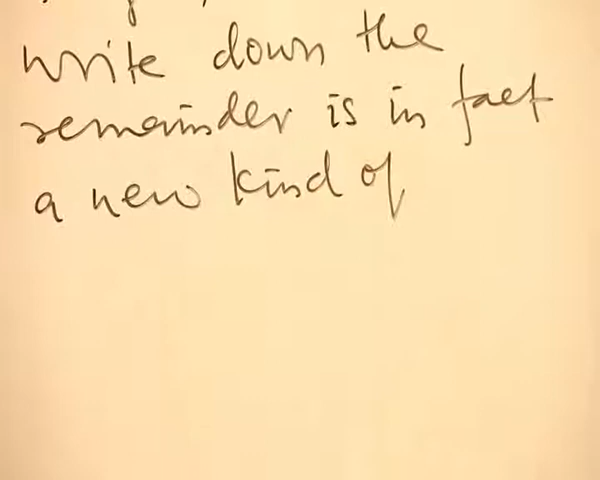 write down the
remainder is in fact
a new kind of